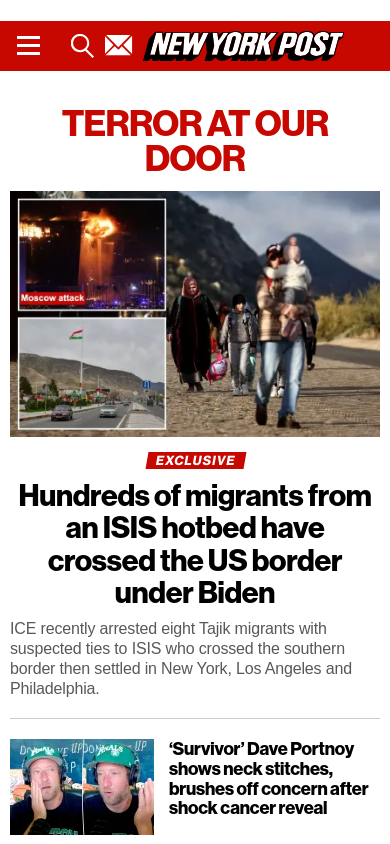 NEW YORK POST
TERROR AT OUR
DOOR
Moscow attack
EXCLUSIVE
Hundreds of migrants from
an ISIS hotbed have
crossed the US border
under Biden
ICE recently arrested eight Tajik migrants with
suspected ties to ISIS who crossed the southern
border then settled in New York, Los Angeles and
Philadelphia.
‘Survivor’ Dave Portnoy
shows neck stitches,
brushes off concern after
shock cancer reveal